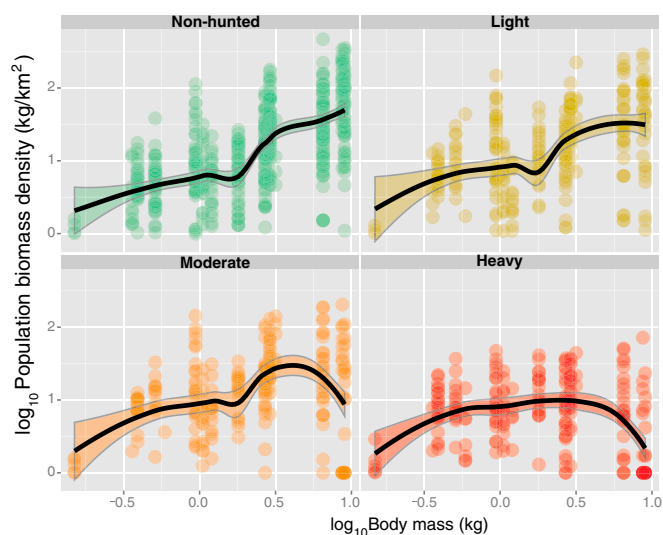 Non-hunted Light
2
1
0
Moderate Heavy
2
1
0
−0.5 0.0 0.5 1.0 −0.5 0.0 0.5 1.0
log10Body mass (kg)
log10 Population biomass density (kg/km2)